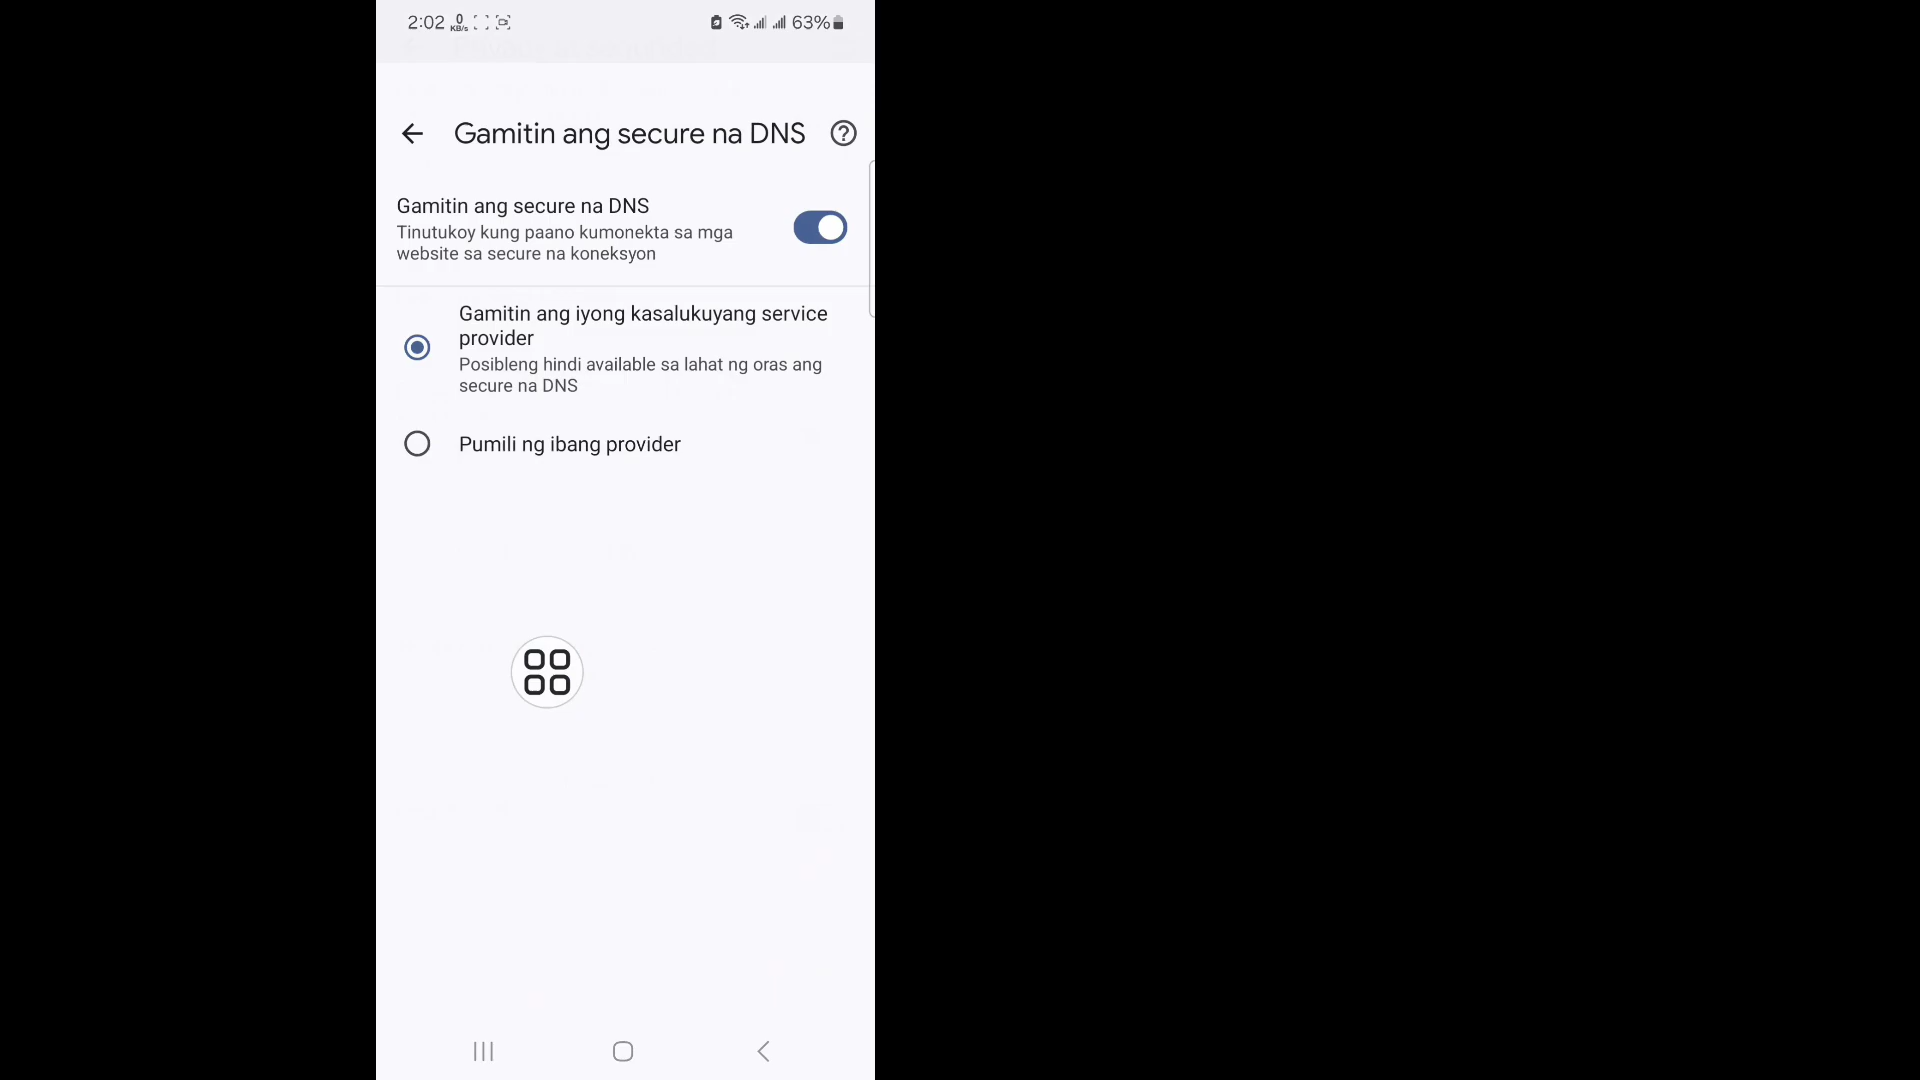 2:02 0 KB/s 63%
Gamitin ang secure na DNS
Gamitin ang secure na DNS
Tinutukoy kung paano kumonekta sa mga
website sa secure na koneksyon
Gamitin ang iyong kasalukuyang service
provider
Posibleng hindi available sa lahat ng oras ang
secure na DNS
Pumili ng ibang provider